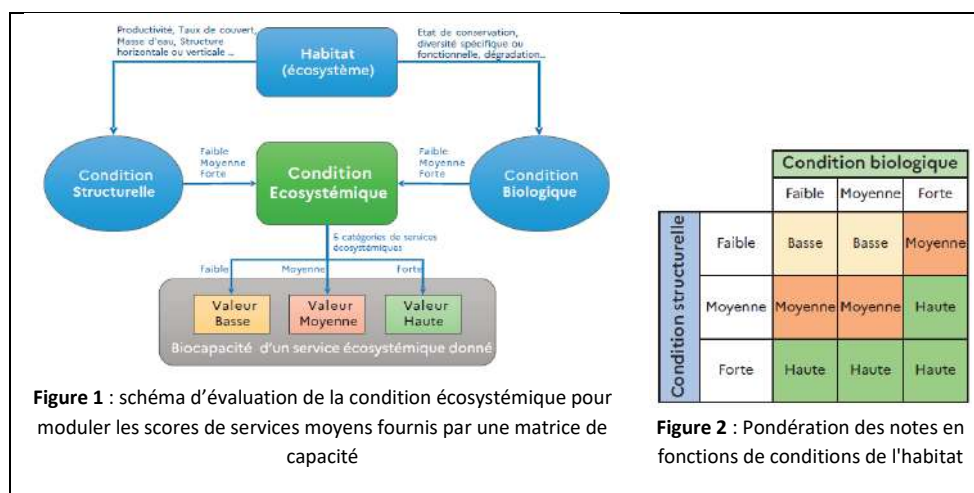 Productivité, Taux de couvert,
Masse d'eau, Structure
horizontale ou verticale ...
Habitat
(écosystème)
Etat de conservation,
diversité spécifique ou
fonctionnelle, dégradation...
Condition
Structurelle
Faible
Moyenne
Forte
Condition
Ecosystémique
Faible
Moyenne
Forte
Condition
Biologique
6 catégories de services
écosystémiques
Faible
Moyenne
Forte
Valeur
Basse
Valeur
Moyenne
Valeur
Haute
Biocapacité d'un service écosystémique donné
Figure 1 : schéma d'évaluation de la condition écosystémique pour
moduler les scores de services moyens fournis par une matrice de
capacité
Condition biologique
Faible Moyenne Forte
Condition structurelle
Faible Basse Basse Moyenne
Moyenne Moyenne Moyenne Haute
Forte Haute Haute Haute
Figure 2 : Pondération des notes en
fonctions de conditions de l'habitat